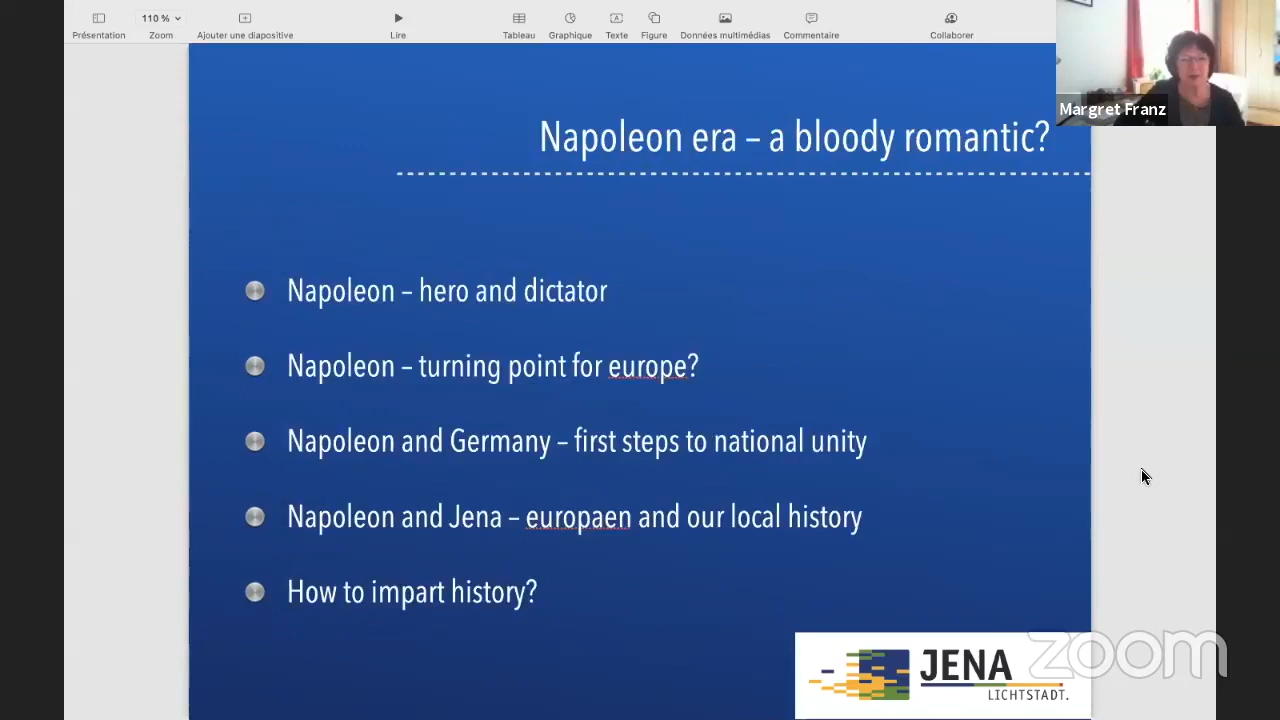 110 %
Présentation
Zoom
Ajouter une diapositive
Lire
Tableau
Graphique
Texte
Figure
Données multimédias
Commentaire
Collaborer
Margret Franz
Napoleon era – a bloody romantic?
Napoleon – hero and dictator
Napoleon – turning point for europe?
Napoleon and Germany – first steps to national unity
Napoleon and Jena – europaen and our local history
How to impart history?
JENA
LICHTSTADT.
zoom